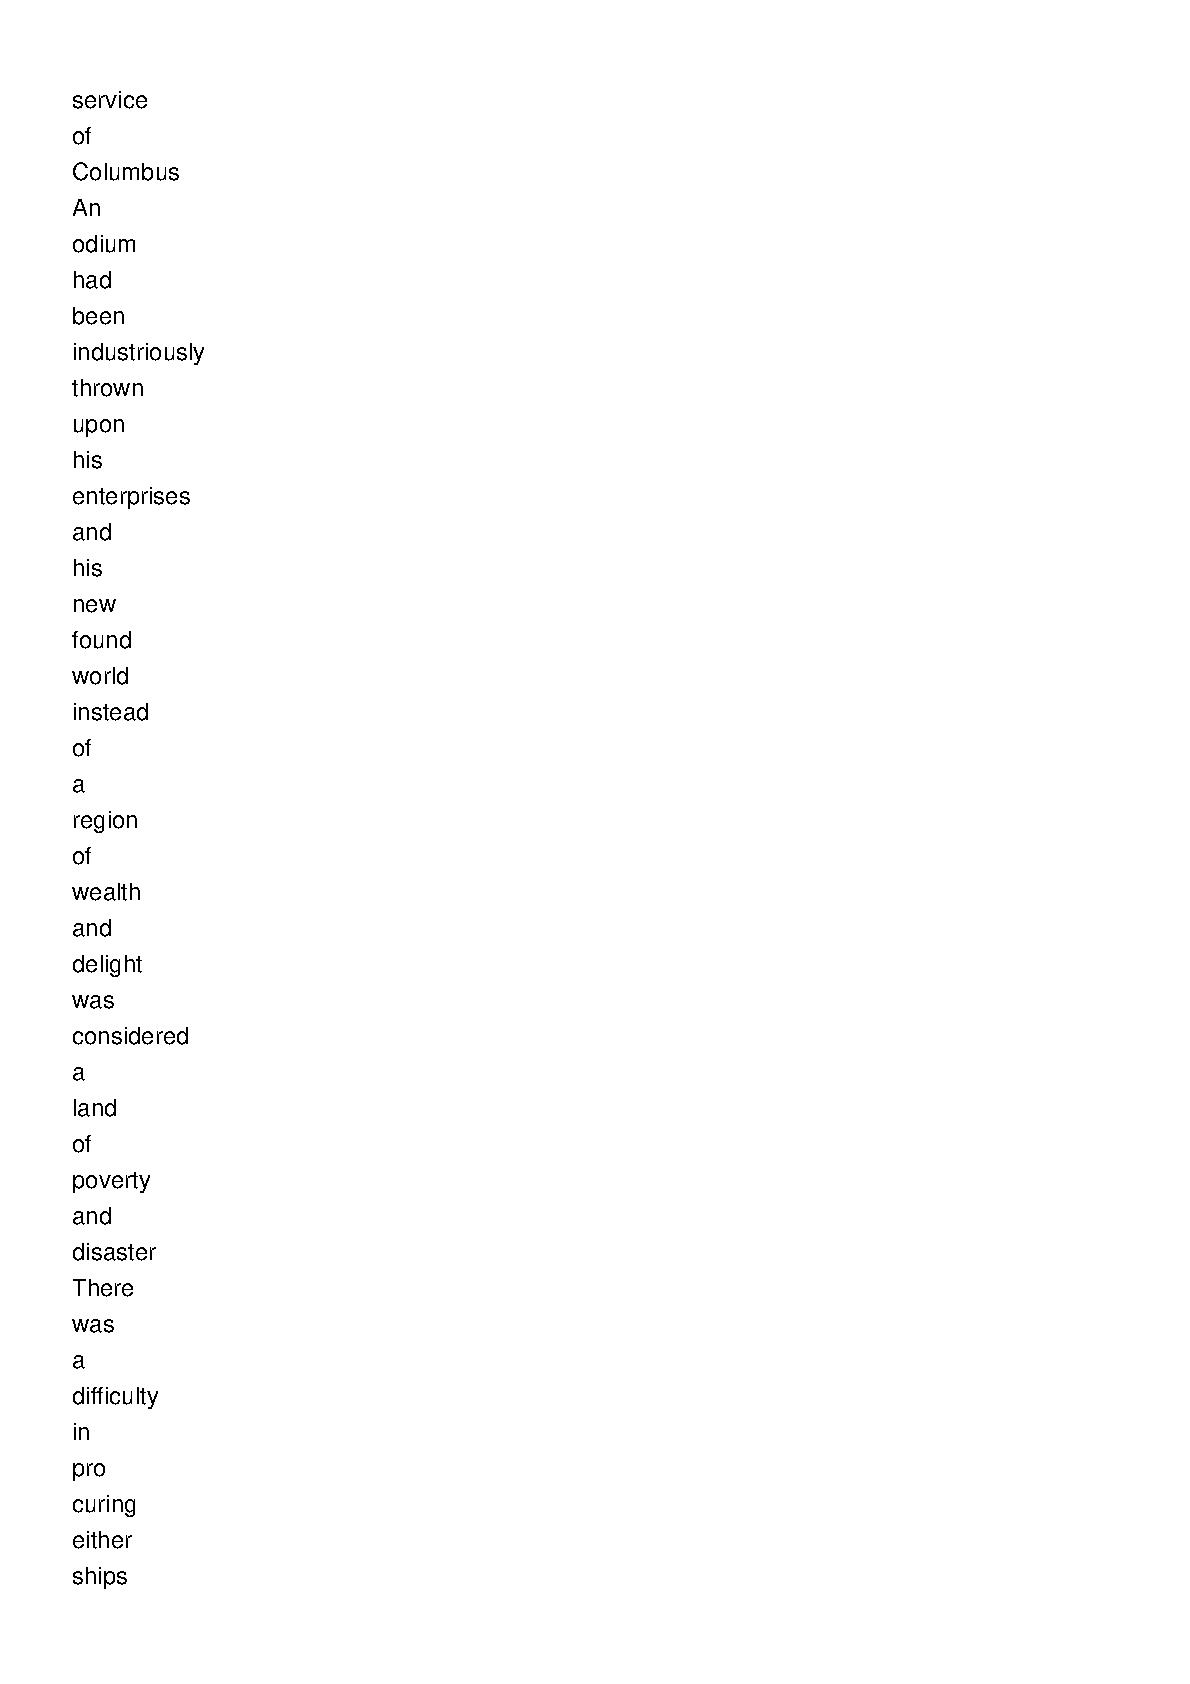 service
of
Columbus
An
odium
had
been
industriously
thrown
upon
his
enterprises
and
his
new
found
world
instead
of
a
region
of
wealth
and
delight
was
considered
a
land
of
poverty
and
disaster
There
was
a
difficulty
in
pro
curing
either
ships